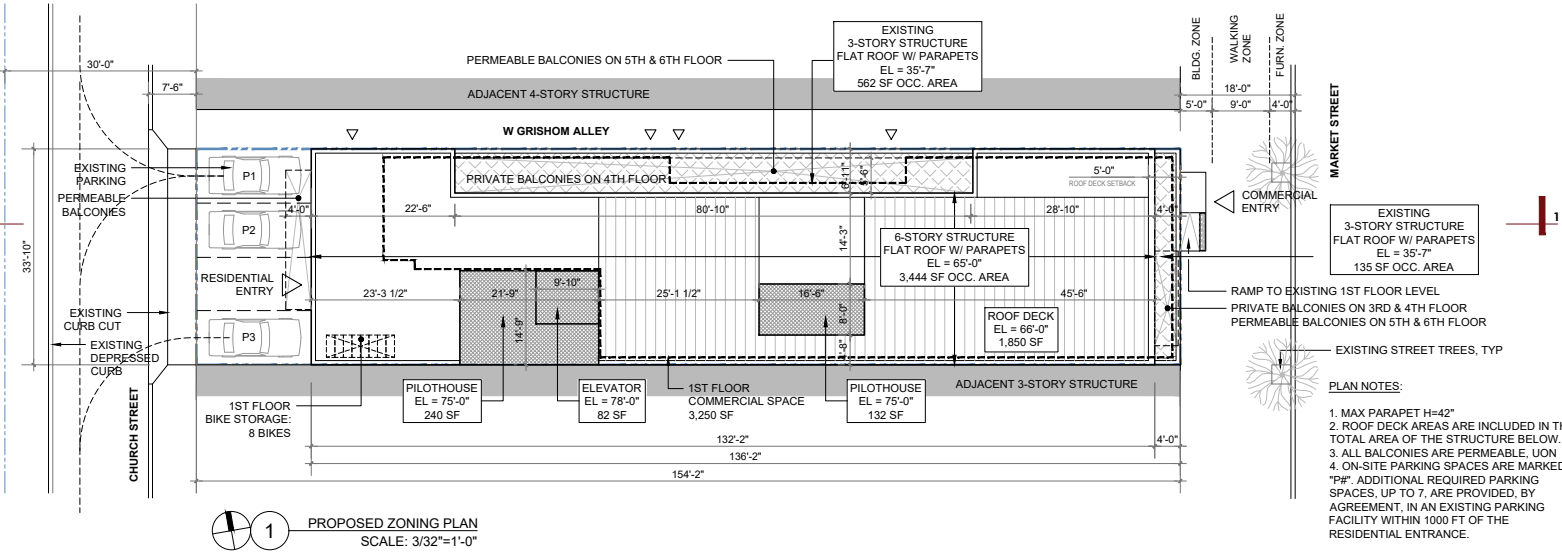 30'-0"
7'-6"
PERMEABLE BALCONIES ON 5TH & 6TH FLOOR
EXISTING
3-STORY STRUCTURE
FLAT ROOF W/ PARAPETS
EL = 35'-7"
562 SF OCC. AREA
BLDG. ZONE
WALKING
ZONE
FURN. ZONE
18'-0"
5'-0"
9'-0"
4'-0"
MARKET STREET
ADJACENT 4-STORY STRUCTURE
W GRISHOM ALLEY
EXISTING
PARKING
PERMEABLE
BALCONIES
P1
P2
P3
33'-10"
4'-0"
PRIVATE BALCONIES ON 4TH FLOOR
6'-11"
5'-6"
5'-0"
ROOF DECK SETBACK
COMMERCIAL
ENTRY
22'-6"
80'-10"
28'-10"
4'-0"
14'-3"
6-STORY STRUCTURE
FLAT ROOF W/ PARAPETS
EL = 65'-0"
3,444 SF OCC. AREA
EXISTING
3-STORY STRUCTURE
FLAT ROOF W/ PARAPETS
EL = 35'-7"
135 SF OCC. AREA
1
RESIDENTIAL
ENTRY
23'-3 1/2"
21'-9"
9'-10"
25'-1 1/2"
16'-6"
45'-6"
14'-9"
8'-0"
4'-8"
RAMP TO EXISTING 1ST FLOOR LEVEL
PRIVATE BALCONIES ON 3RD & 4TH FLOOR
PERMEABLE BALCONIES ON 5TH & 6TH FLOOR
ROOF DECK
EL = 66'-0"
1,850 SF
EXISTING
CURB CUT
EXISTING
DEPRESSED
CURB
EXISTING STREET TREES, TYP
CHURCH STREET
1ST FLOOR
BIKE STORAGE:
8 BIKES
PILOTHOUSE
EL = 75'-0"
240 SF
ELEVATOR
EL = 78'-0"
82 SF
1ST FLOOR
COMMERCIAL SPACE
3,250 SF
PILOTHOUSE
EL = 75'-0"
132 SF
ADJACENT 3-STORY STRUCTURE
132'-2"
4'-0"
136'-2"
154'-2"
PLAN NOTES:
1. MAX PARAPET H=42"
2. ROOF DECK AREAS ARE INCLUDED IN
TOTAL AREA OF THE STRUCTURE BELOW.
3. ALL BALCONIES ARE PERMEABLE, UON
4. ON-SITE PARKING SPACES ARE MARKED
"P#". ADDITIONAL REQUIRED PARKING
SPACES, UP TO 7, ARE PROVIDED, BY
AGREEMENT, IN AN EXISTING PARKING
FACILITY WITHIN 1000 FT OF THE
RESIDENTIAL ENTRANCE.
1
PROPOSED ZONING PLAN
SCALE: 3/32"=1'-0"